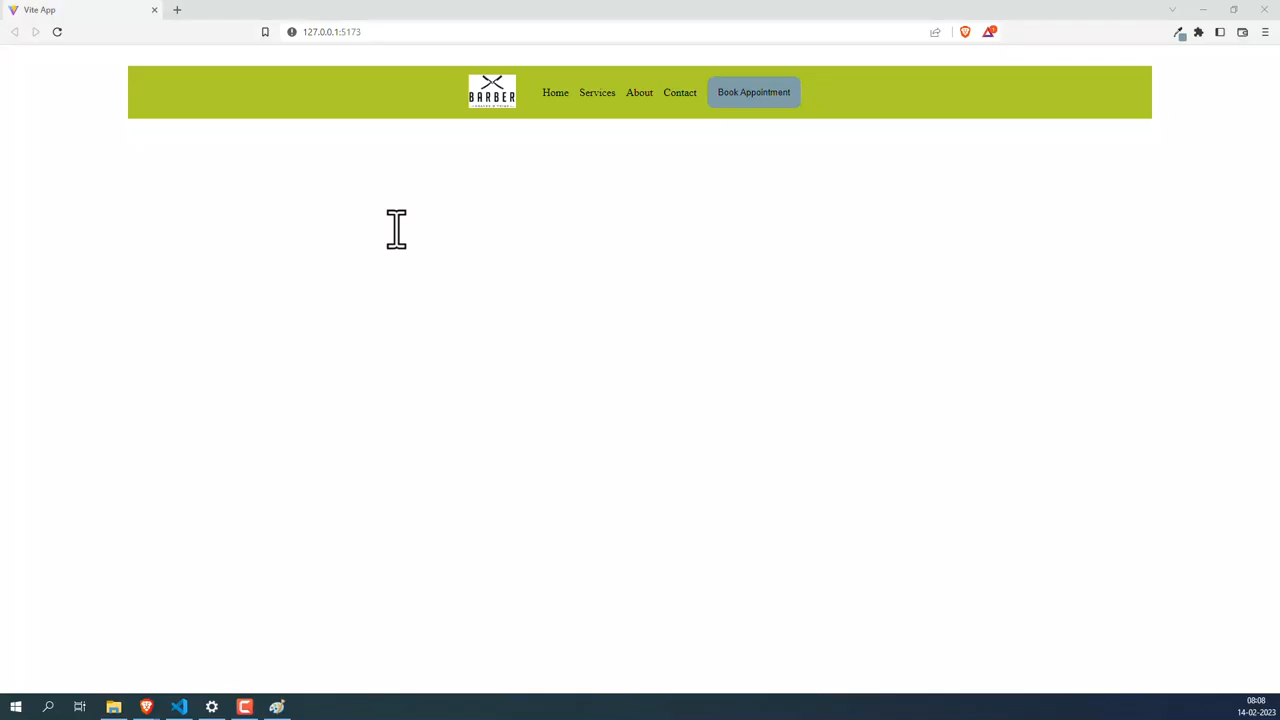 Vite App
127.0.0.1:5173
BARBER
Home Services About Contact Book Appointment
08:08
14-02-2023